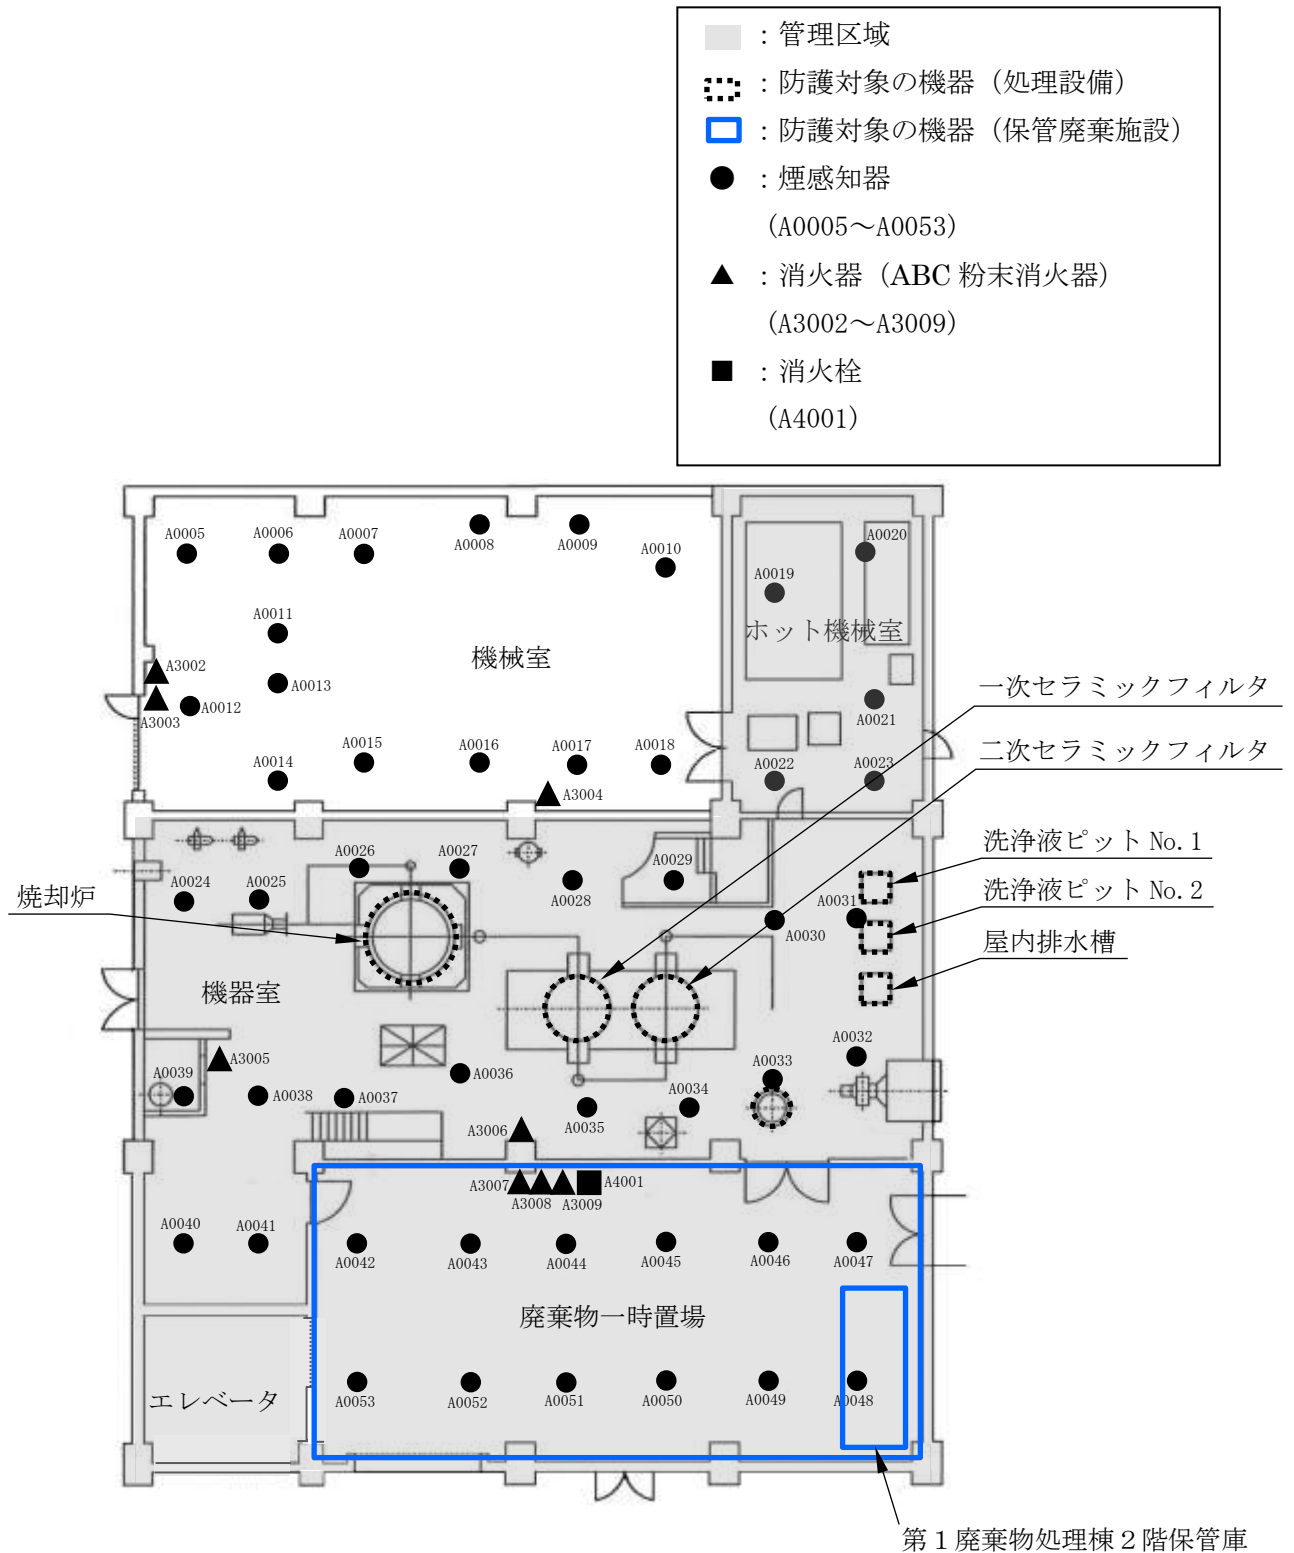 ：管理区域
：防護対象の機器（処理設備）
：防護対象の機器（保管廃棄施設）
：煙感知器
（A0005～A0053）
：消火器（ABC 粉末消火器）
（A3002～A3009）
：消火栓
（A4001）
A0005
A0006
A0007
A0008
A0009
A0010
A0020
A0019
A0011
ホット機械室
機械室
A3002
A0013
A0012
A3003
一次セラミックフィルタ
A0021
A0014
A0015
A0016
A0017
A0018
二次セラミックフィルタ
A0022
A0023
A3004
洗浄液ピット No.1
A0026
A0027
A0029
A0024
A0025
A0028
焼却炉
洗浄液ピット No.2
A0031
A0030
屋内排水槽
機器室
A3005
A0032
A0039
A0033
A0036
A0038
A0037
A0034
A0035
A3006
A3007
A3008
A3009
A4001
A0040
A0041
A0042
A0043
A0044
A0045
A0046
A0047
廃棄物一時置場
エレベータ
A0053
A0052
A0051
A0050
A0049
A0048
第１廃棄物処理棟２階保管庫